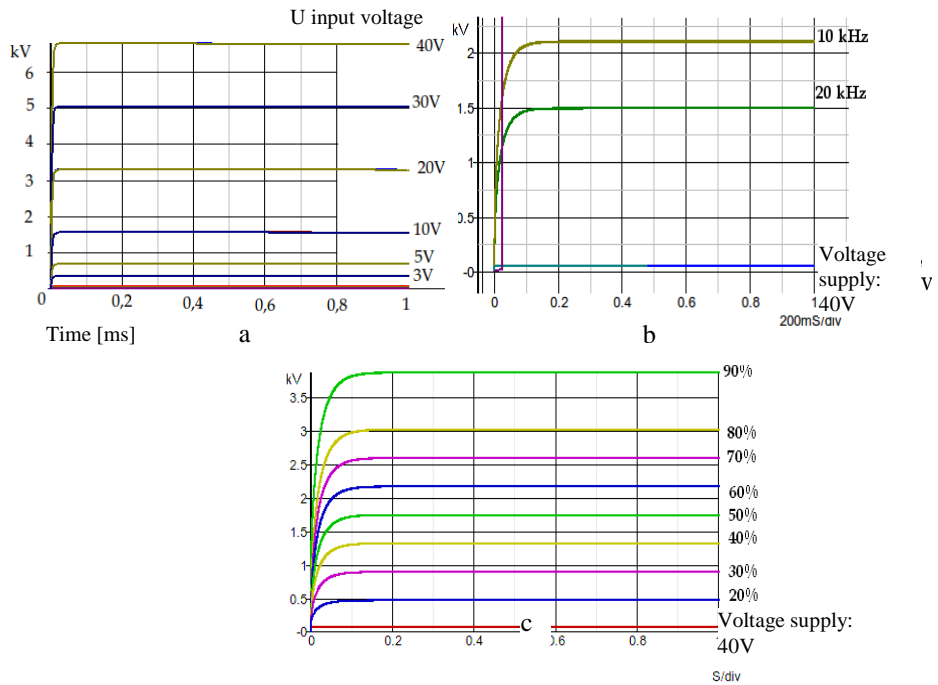 U input voltage
kV
6
5
4
3
2
1
0
0,2
0,4
0,6
0,8
1
40V
30V
20V
10V
5V
3V
Time [ms]
a
kV
2
1.5
1
0.5
-0
0
0.2
0.4
0.6
0.8
1
10 kHz
20 kHz
Voltage
supply:
40V
200mS/div
V
b
kV
3.5
3
2.5
2
1.5
1
0.5
-0
0
0.2
0.4
c
0.6
0.8
90%
80%
70%
60%
50%
40%
30%
20%
Voltage supply:
40V
S/div